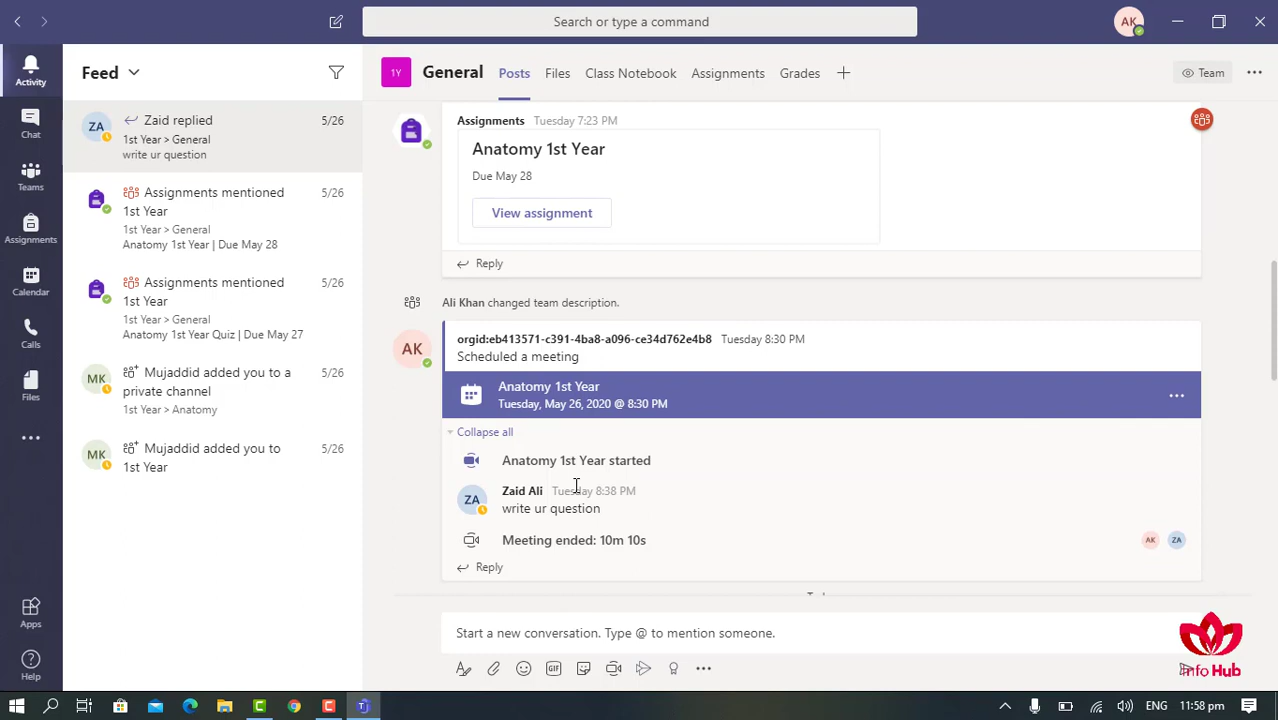 Search or type a command
AK
Activity
Chat
Teams
Assignments
Calendar
Calls
Files
Apps
Help
Feed
ZA
Zaid replied
5/26
1st Year > General
write ur question
Assignments mentioned
5/26
1st Year
1st Year > General
Anatomy 1st Year | Due May 28
Assignments mentioned
5/26
1st Year
1st Year > General
Anatomy 1st Year Quiz | Due May 27
MK
Mujaddid added you to a
5/26
private channel
1st Year > Anatomy
MK
Mujaddid added you to
5/26
1st Year
1Y
General
Posts
Files
Class Notebook
Assignments
Grades
Team
Assignments
Tuesday 7:23 PM
Anatomy 1st Year
Due May 28
View assignment
Reply
Ali Khan changed team description.
AK
orgid:eb413571-c391-4ba8-a096-ce34d762e4b8
Tuesday 8:30 PM
Scheduled a meeting
Anatomy 1st Year
Tuesday, May 26, 2020 @ 8:30 PM
Collapse all
Anatomy 1st Year started
ZA
Zaid Ali
Tuesday 8:38 PM
write ur question
Meeting ended: 10m 10s
AK
ZA
Reply
Start a new conversation. Type @ to mention someone.
GIF
Info Hub
ENG
11:58 pm